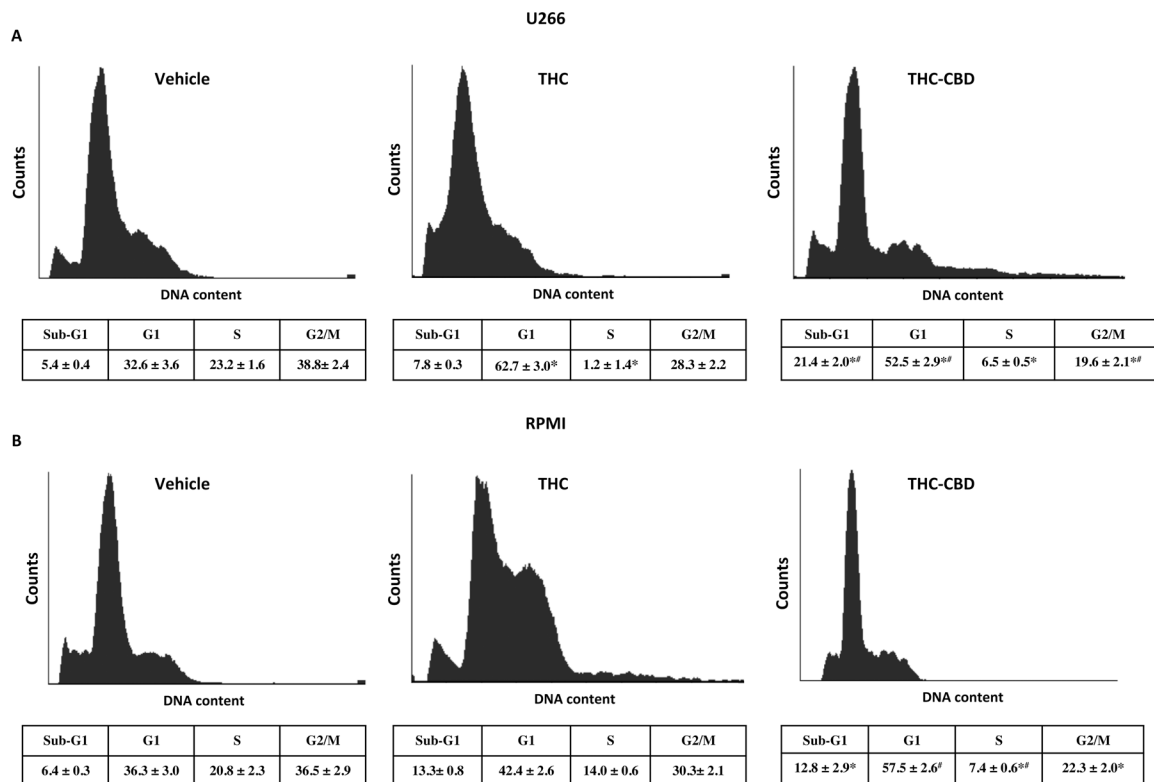 U266
A
Vehicle
THC
THC-CBD
Counts
Counts
Counts
DNA content
DNA content
DNA content
Sub-G1 G1 S G2/M
5.4 ± 0.4 32.6 ± 3.6 23.2 ± 1.6 38.8± 2.4
Sub-G1 G1 S G2/M
7.8 ± 0.3 62.7 ± 3.0* 1.2 ± 1.4* 28.3 ± 2.2
Sub-G1 G1 S G2/M
21.4 ± 2.0*# 52.5 ± 2.9*# 6.5 ± 0.5* 19.6 ± 2.1*#
RPMI
B
Vehicle
THC
THC-CBD
Counts
Counts
Counts
DNA content
DNA content
DNA content
Sub-G1 G1 S G2/M
6.4 ± 0.3 36.3 ± 3.0 20.8 ± 2.3 36.5 ± 2.9
Sub-G1 G1 S G2/M
13.3± 0.8 42.4 ± 2.6 14.0 ± 0.6 30.3± 2.1
Sub-G1 G1 S G2/M
12.8 ± 2.9* 57.5 ± 2.6# 7.4 ± 0.6*# 22.3 ± 2.0*